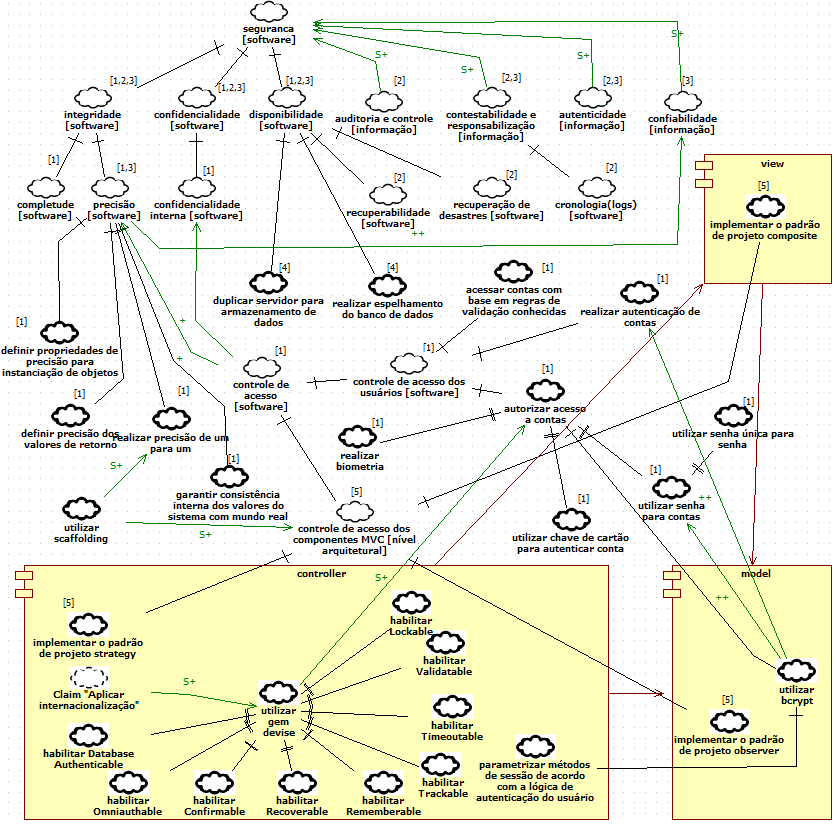 seguranca
[software]
S+
S+
S+
S+
[1,2,3]
integridade
[software]
[1,2,3]
confidencialidade
[software]
[1,2,3]
disponibilidade
[software]
[2]
auditoria e controle
[informação]
[2,3]
contestabilidade e
responsabilização
[informação]
[2,3]
autenticidade
[informação]
[3]
confiabilidade
[informação]
[1]
completude
[software]
[1,3]
precisão
[software]
[1]
confidencialidade
interna [software]
[2]
recuperabilidade
[software]
[2]
recuperação de
desastres [software]
[2]
cronologia(logs)
[software]
++
view
[5]
implementar o padrão
de projeto composite
[4]
duplicar servidor para
armazenamento de
dados
[4]
realizar espelhamento
do banco de dados
[1]
acessar contas com
base em regras de
validação conhecidas
[1]
realizar autenticação de
contas
[1]
definir propriedades de
precisão para
instanciação de objetos
+
+
[1]
controle de
acesso
[software]
[1]
controle de acesso dos
usuários [software]
[1]
autorizar acesso
a contas
[1]
definir precisão dos
valores de retorno
[1]
realizar precisão de um
para um
[1]
realizar
biometria
[1]
utilizar senha única para
senha
S+
[1]
garantir consistência
interna dos valores do
sistema com mundo real
[1]
utilizar senha
para contas
++
utilizar
scaffolding
S+
[5]
controle de acesso dos
componentes MVC [nível
arquitetural]
[1]
utilizar chave de cartão
para autenticar conta
controller
S+
model
++
[5]
implementar o padrão
de projeto strategy
habilitar
Lockable
habilitar
Validatable
Claim "Aplicar
internacionalização"
S+
utilizar
gem
devise
habilitar
Timeoutable
utilizar
bcrypt
[5]
implementar o padrão
de projeto observer
habilitar Database
Authenticable
habilitar
Omniauthable
habilitar
Confirmable
habilitar
Recoverable
habilitar
Rememberable
habilitar
Trackable
parametrizar métodos
de sessão de acordo
com a lógica de
autenticação do usuário